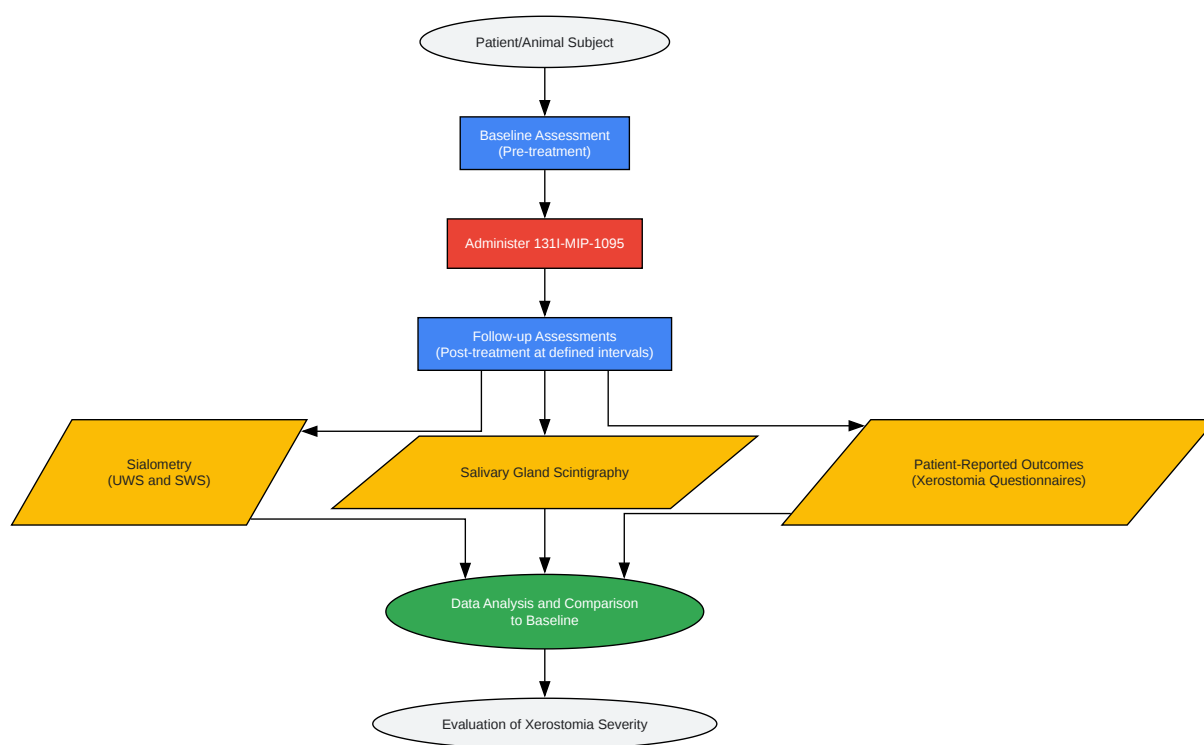 Patient/Animal Subject
Baseline Assessment
(Pre-treatment)
Administer 131I-MIP-1095
Follow-up Assessments
(Post-treatment at defined intervals)
Sialometry
(UWS and SWS)
Salivary Gland Scintigraphy
Patient-Reported Outcomes
(Xerostomia Questionnaires)
Data Analysis and Comparison
to Baseline
Evaluation of Xerostomia Severity